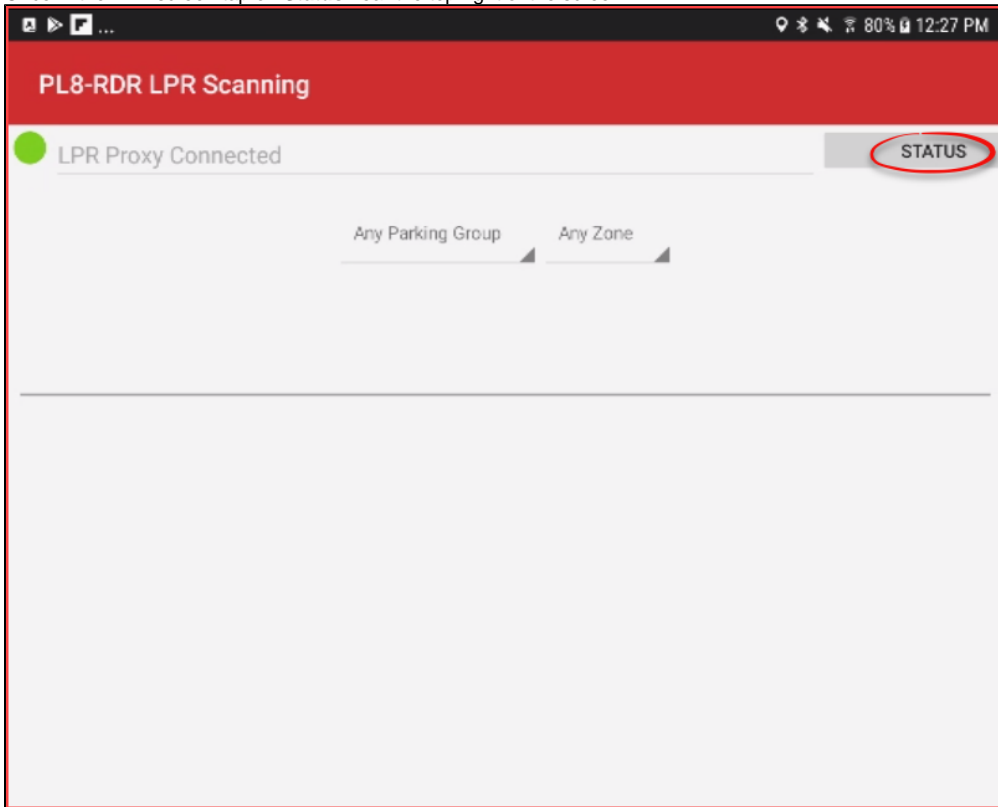 ... 80% 12:27 PM
PL8-RDR LPR Scanning
LPR Proxy Connected STATUS
Any Parking Group Any Zone